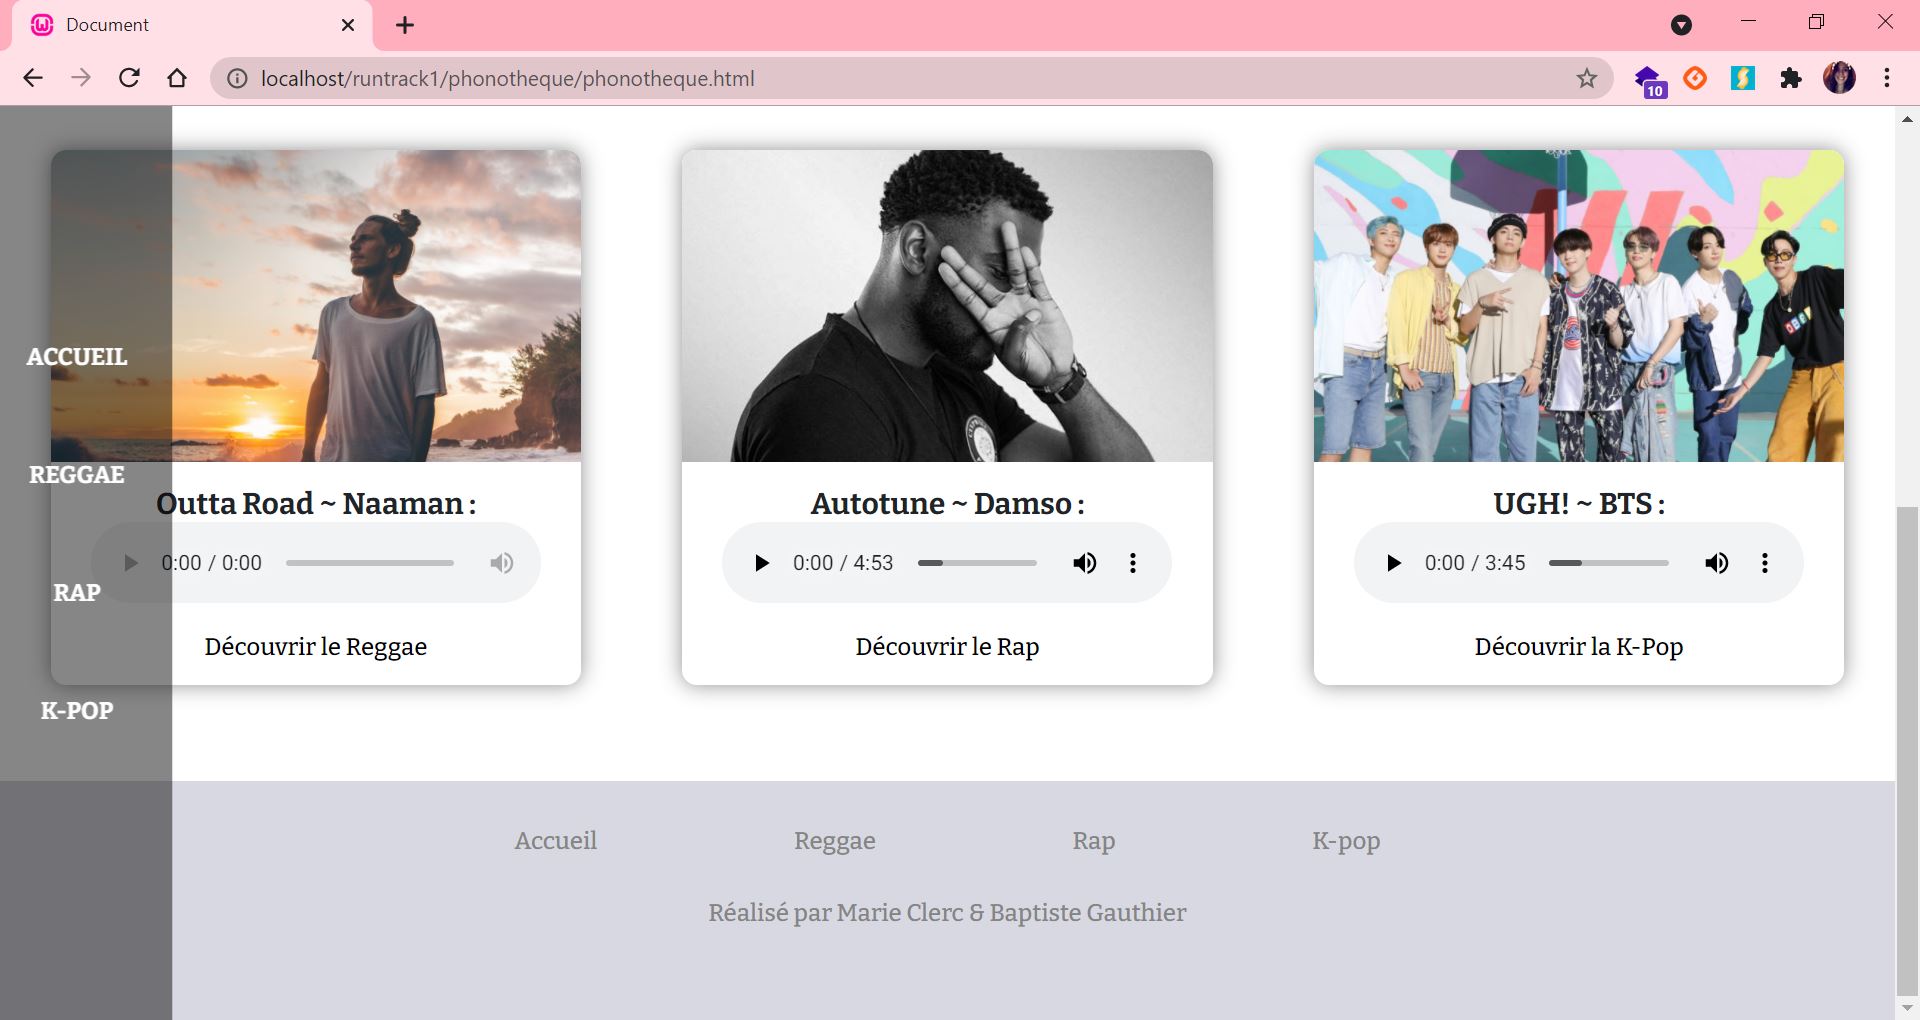 Document
localhost/runtrack1/phonotheque/phonotheque.html
10
ACCUEIL
REGGAE
RAP
K-POP
OBEY
Outta Road ~ Naaman :
0:00 / 0:00
Découvrir le Reggae
Autotune ~ Damso :
0:00 / 4:53
Découvrir le Rap
UGH! ~ BTS :
0:00 / 3:45
Découvrir la K-Pop
Accueil Reggae Rap K-pop
Réalisé par Marie Clerc & Baptiste Gauthier